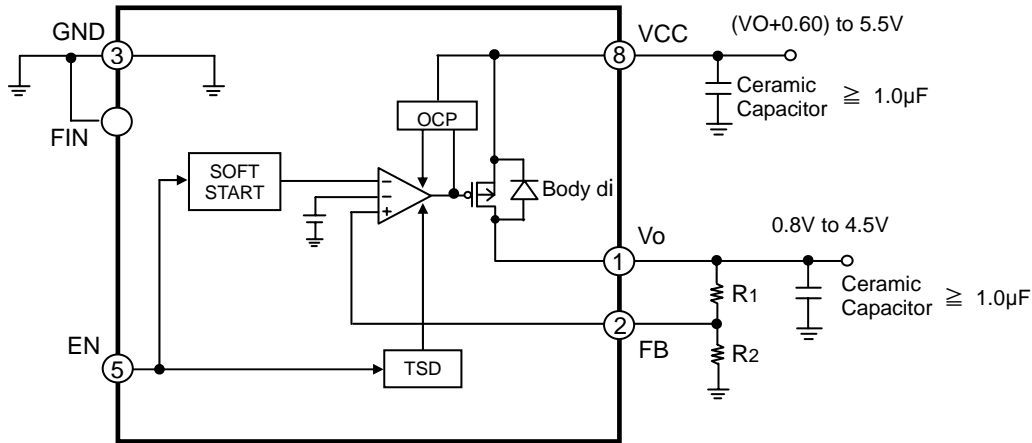 GND
3
FIN
VCC
8
(VO+0.60) to 5.5V
Ceramic
Capacitor ≧ 1.0µF
OCP
SOFT
START
−
−
+
Body di
Vo
1
0.8V to 4.5V
R1
Ceramic
Capacitor ≧ 1.0µF
2
FB
R2
EN
5
TSD